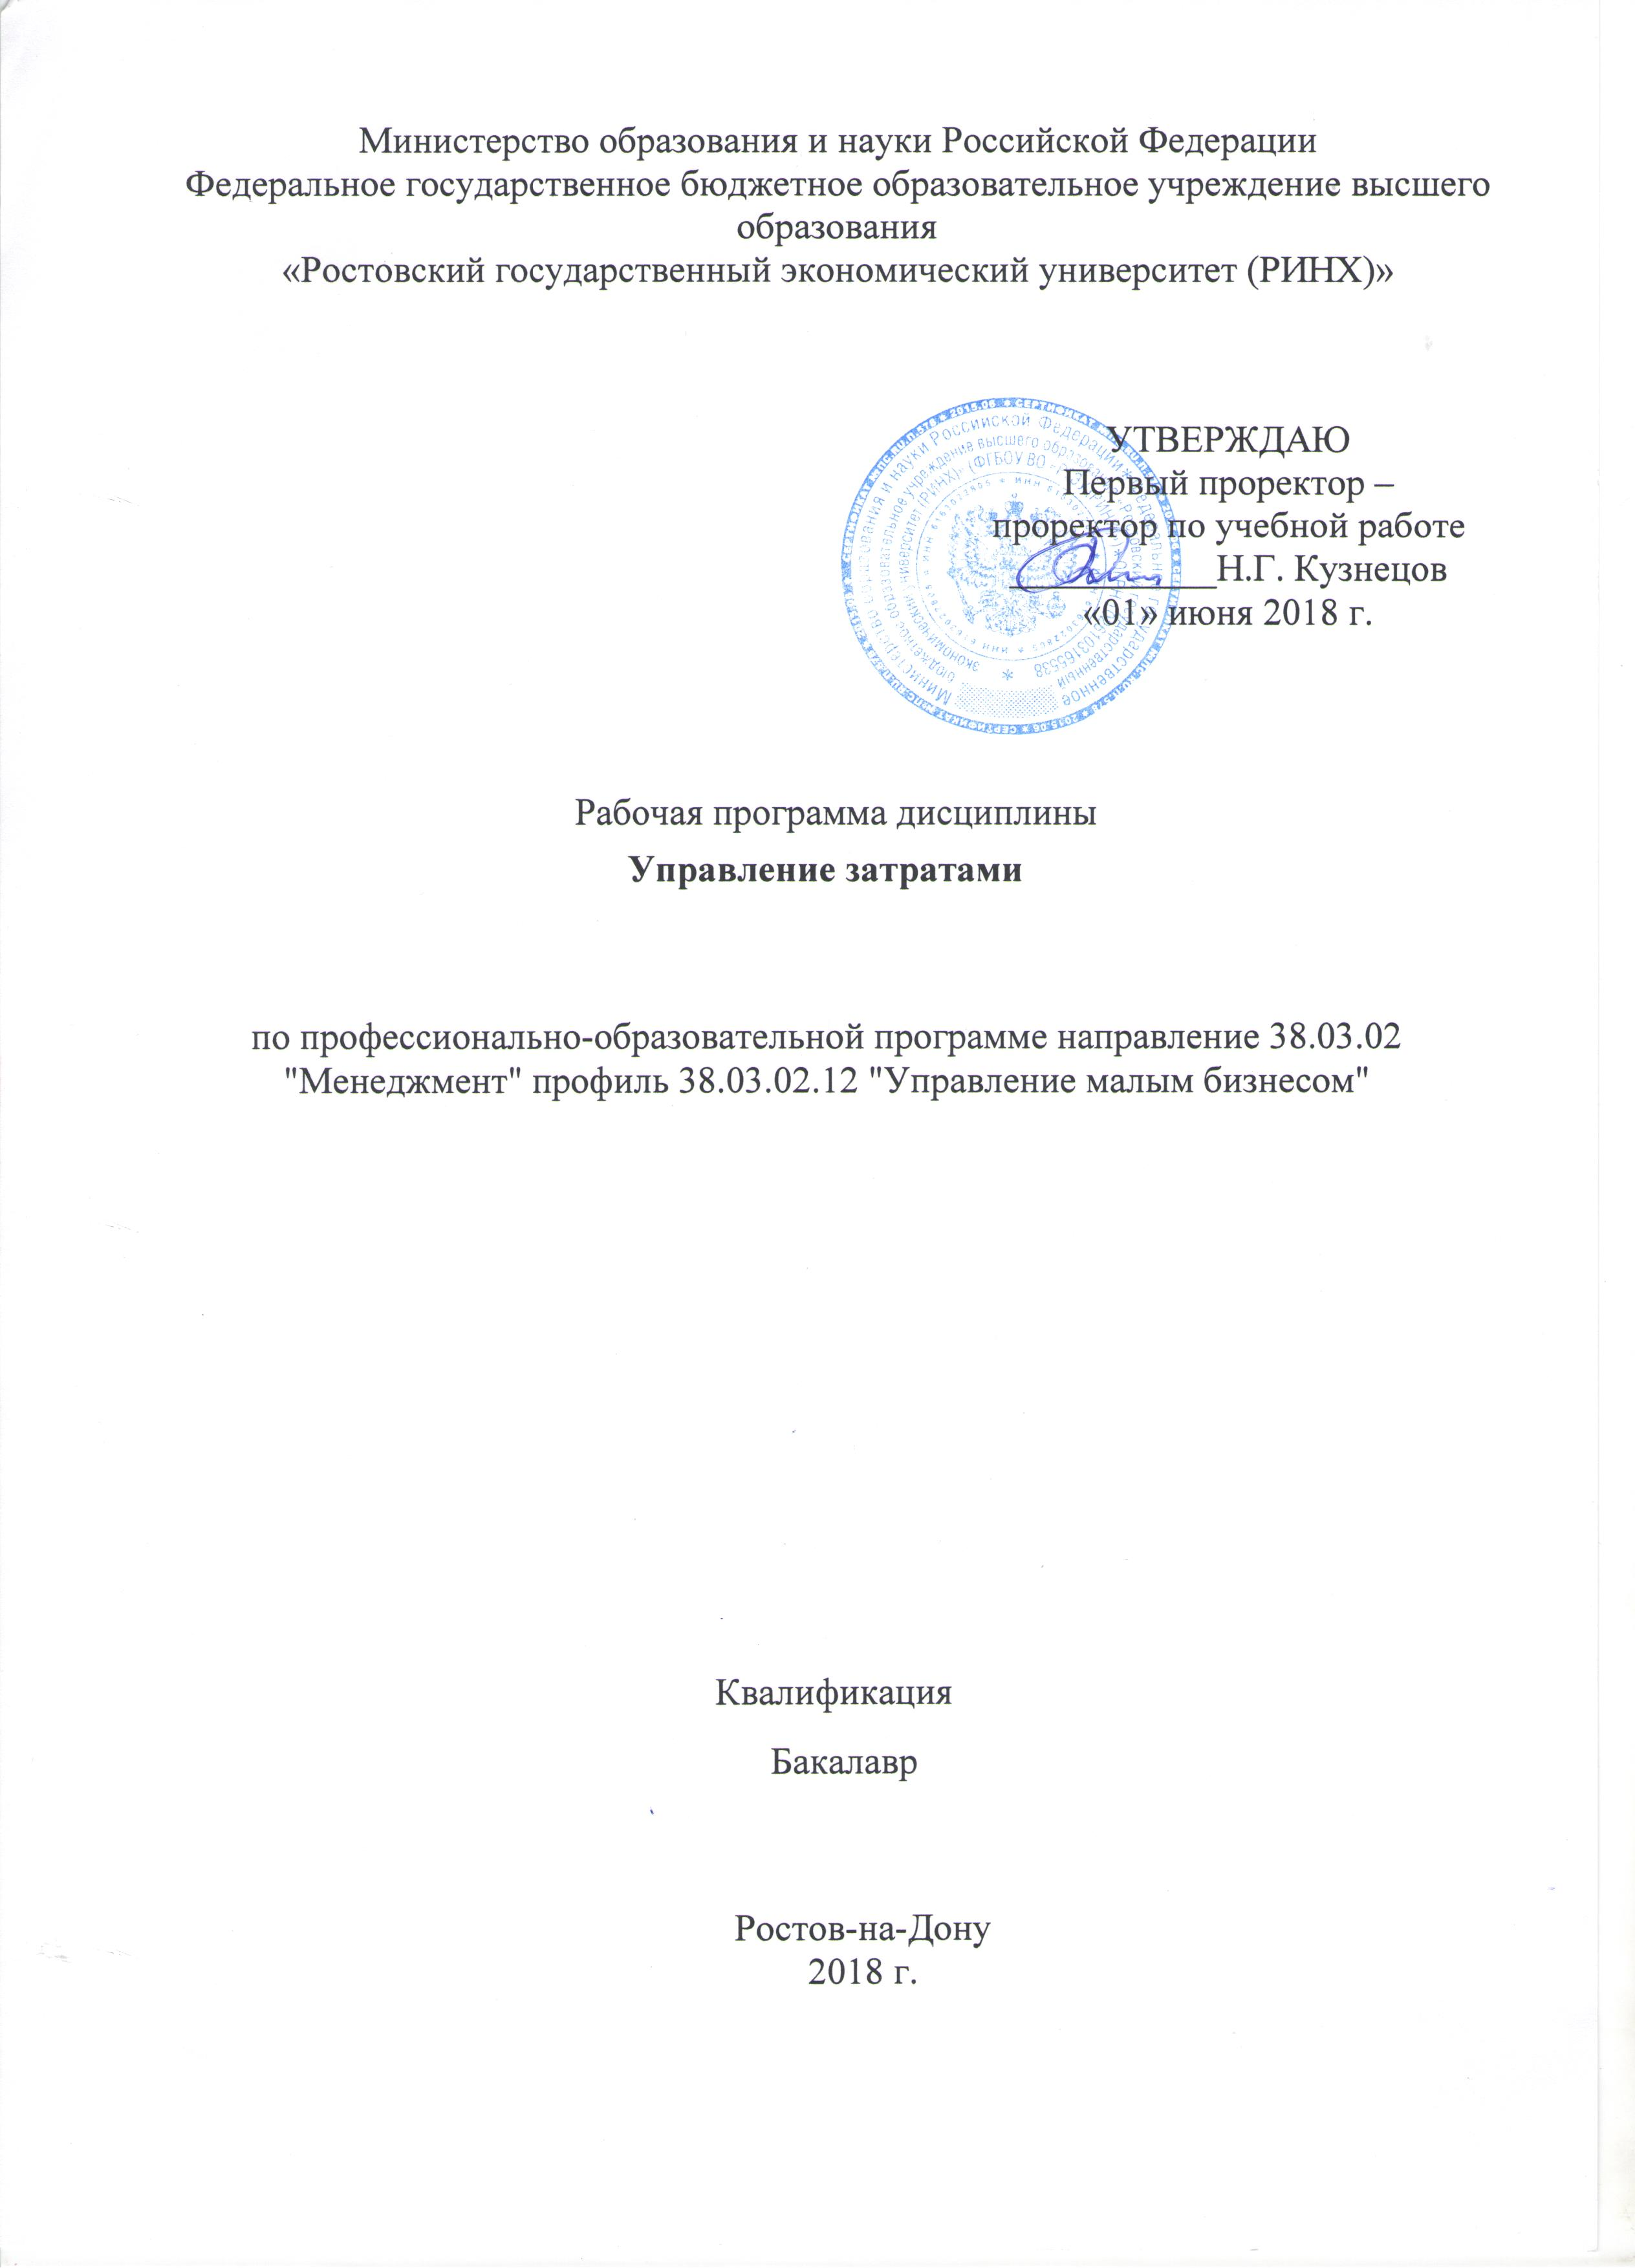 Министерство образования и науки Российской Федерации
Федеральное государственное бюджетное образовательное учреждение высшего
образования
«Ростовский государственный экономический университет (РИНХ)»
УТВЕРЖДАЮ
Первый проректор –
проректор по учебной работе
Н.Г. Кузнецов
«01» июня 2018 г.
Рабочая программа дисциплины
Управление затратами
по профессионально-образовательной программе направление 38.03.02
"Менеджмент" профиль 38.03.02.12 "Управление малым бизнесом"
Квалификация
Бакалавр
Ростов-на-Дону
2018 г.